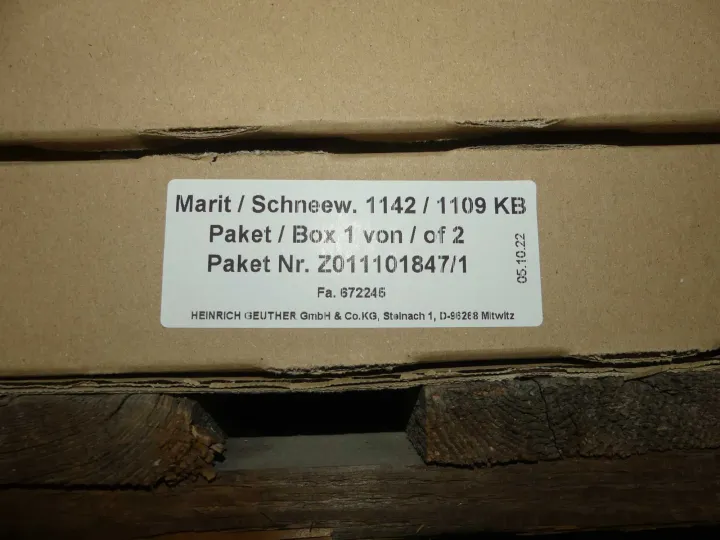 Marit / Schneew. 1142 / 1109 KB
Paket / Box 1 von / of 2
Paket Nr. Z011101847/1
Fa. 672245
HEINRICH GEUTHER GmbH & Co.KG, Steinach 1, D-96268 Mitwitz
05.10.22